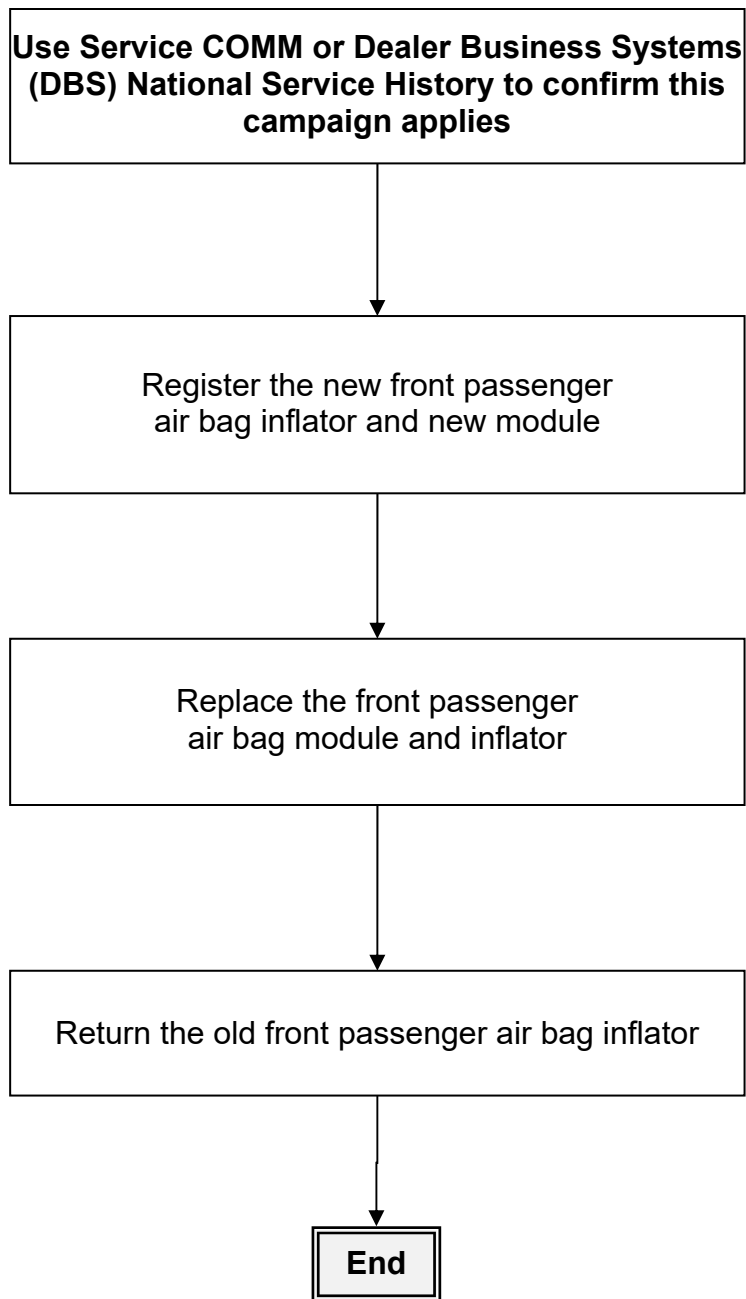 Use Service COMM or Dealer Business Systems
(DBS) National Service History to confirm this
campaign applies
Register the new front passenger
air bag inflator and new module
Replace the front passenger
air bag module and inflator
Return the old front passenger air bag inflator
End